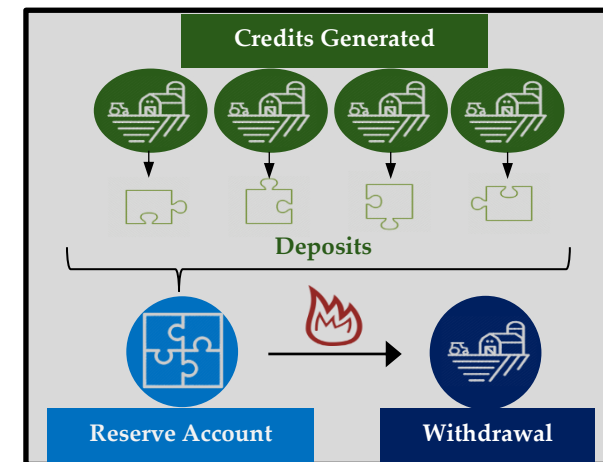 Credits Generated
Deposits
Reserve Account
Withdrawal